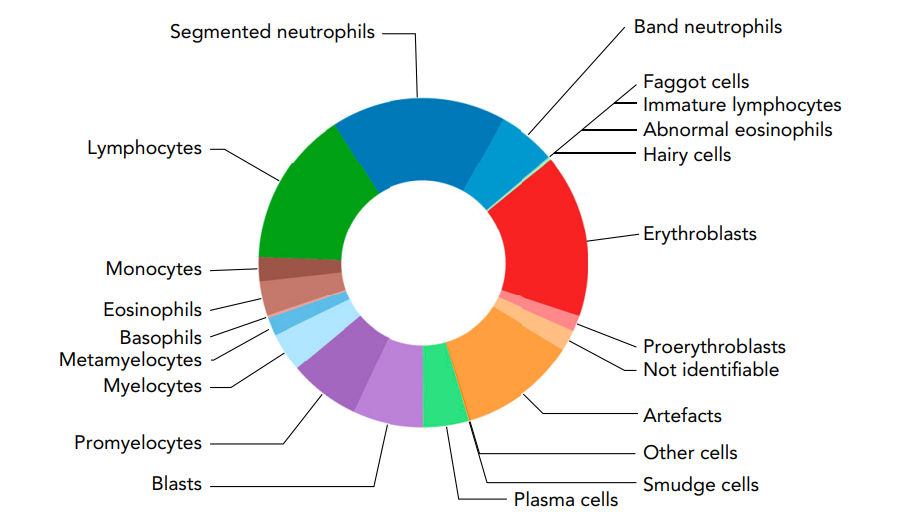 Segmented neutrophils
Band neutrophils
Faggot cells
Immature lymphocytes
Abnormal eosinophils
Hairy cells
Lymphocytes
Erythroblasts
Monocytes
Eosinophils
Basophils
Metamyelocytes
Myelocytes
Proerythroblasts
Not identifiable
Artefacts
Promyelocytes
Other cells
Blasts
Smudge cells
Plasma cells